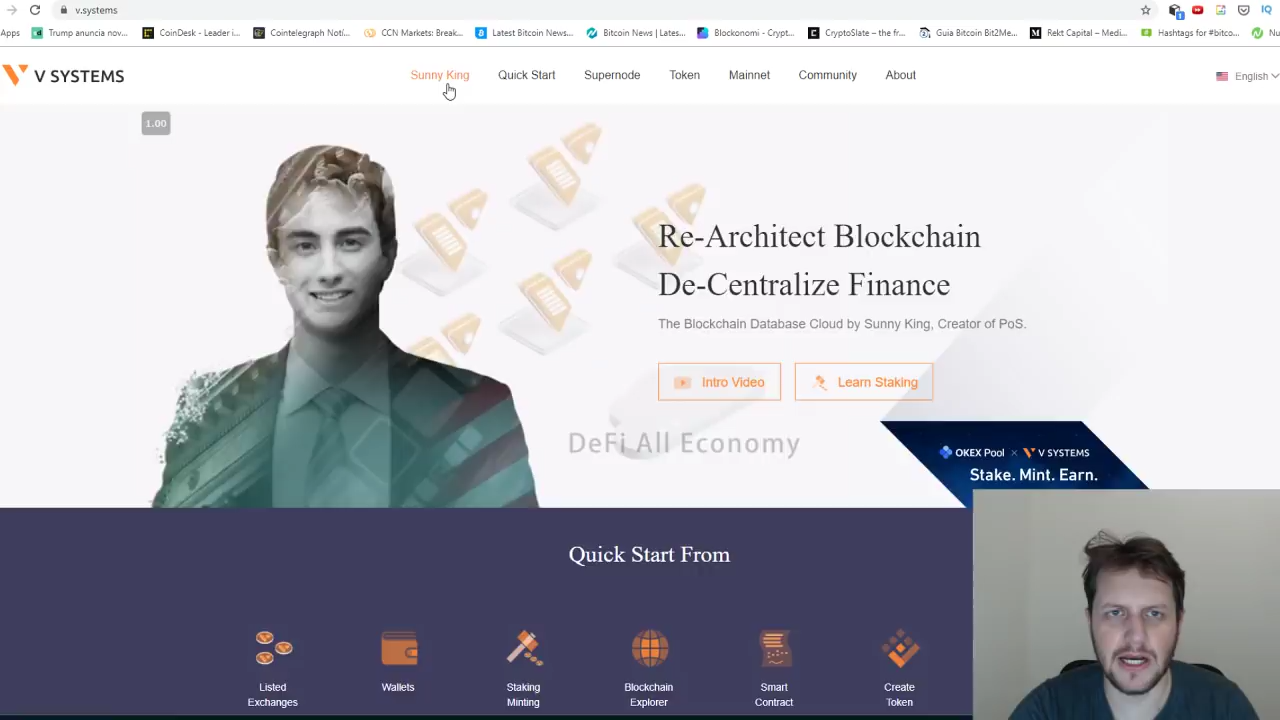 v.systems
Apps
Trump anuncia nov...
CoinDesk - Leader i...
Cointelegraph Noti...
CCN Markets: Break...
Latest Bitcoin News...
Bitcoin News | Lates...
Blockonomi - Crypt...
CryptoSlate – the fr...
Guia Bitcoin Bit2Me...
Rekt Capital – Medi...
Hashtags for #bitco...
V SYSTEMS
Sunny King
Quick Start
Supernode
Token
Mainnet
Community
About
English
1.00
Re-Architect Blockchain
De-Centralize Finance
The Blockchain Database Cloud by Sunny King, Creator of PoS.
Intro Video
Learn Staking
DeFi All Economy
OKEX Pool × V SYSTEMS
Stake. Mint. Earn.
Quick Start From
Listed
Exchanges
Wallets
Staking
Minting
Blockchain
Explorer
Smart
Contract
Create
Token